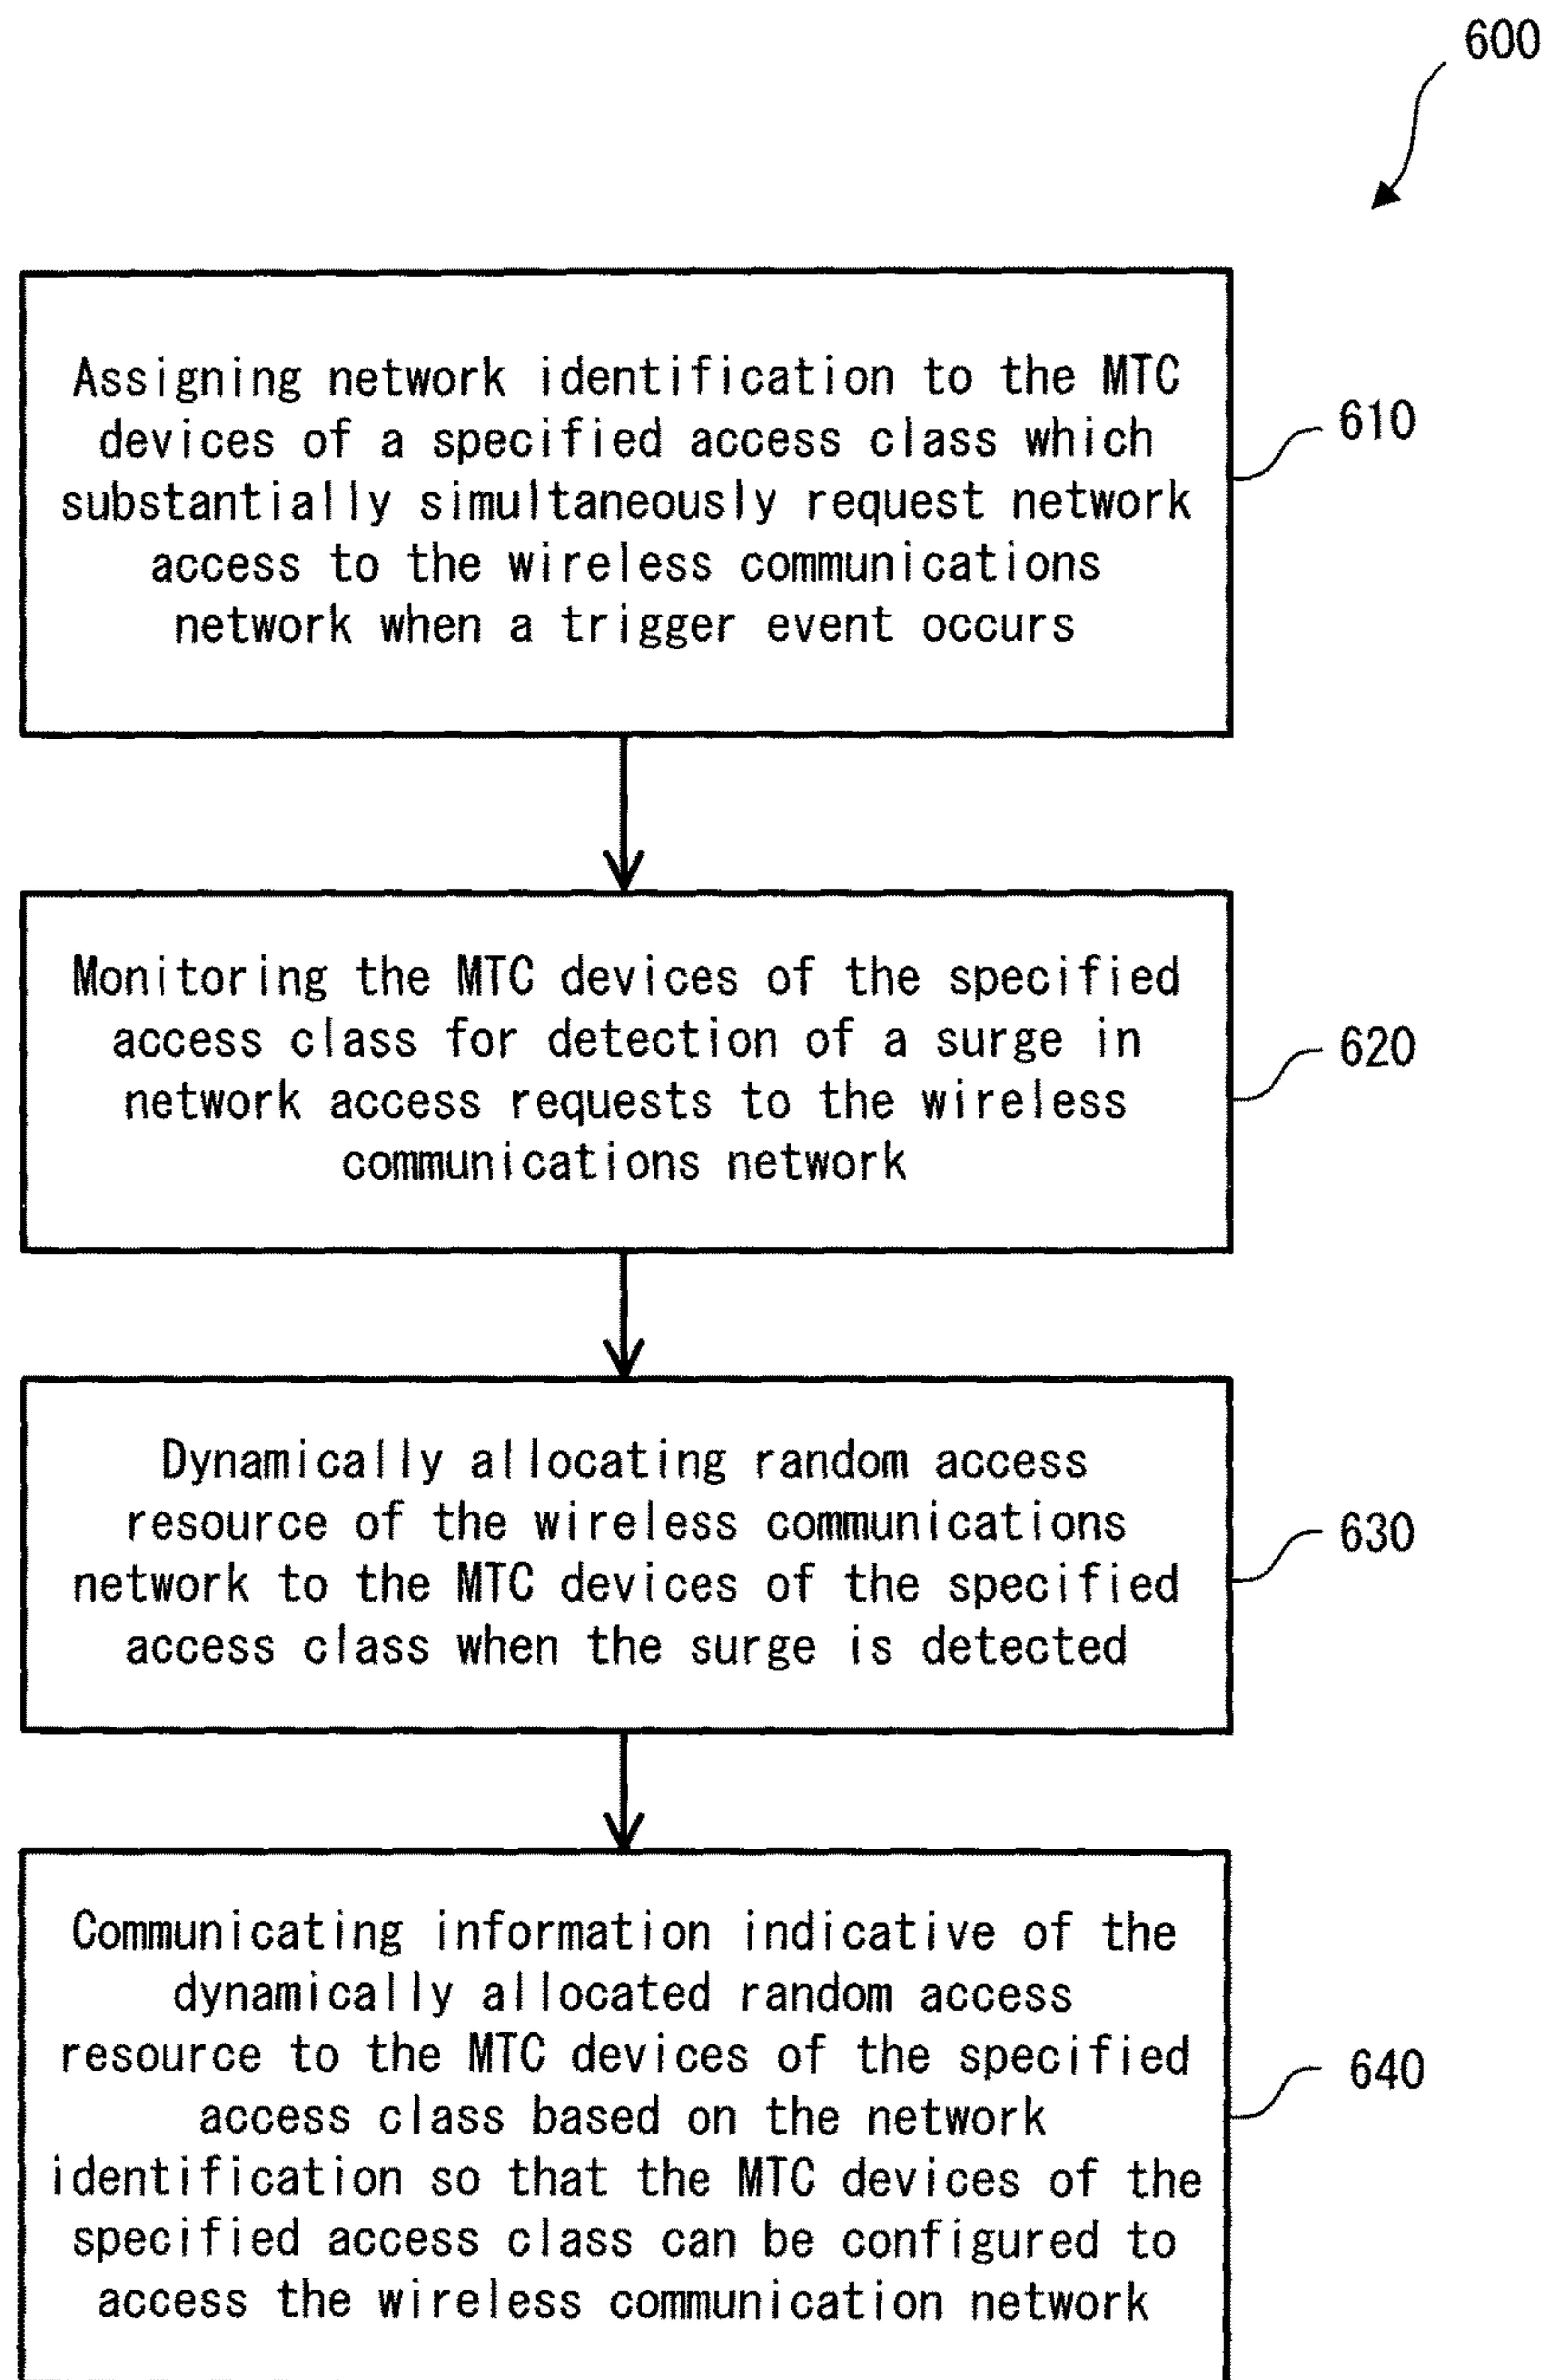 600
Assigning network identification to the MTC
devices of a specified access class which
substantially simultaneously request network
access to the wireless communications
network when a trigger event occurs
610
Monitoring the MTC devices of the specified
access class for detection of a surge in
network access requests to the wireless
communications network
620
Dynamically allocating random access
resource of the wireless communications
network to the MTC devices of the specified
access class when the surge is detected
630
Communicating information indicative of the
dynamically allocated random access
resource to the MTC devices of the specified
access class based on the network
identification so that the MTC devices of the
specified access class can be configured to
access the wireless communication network
640